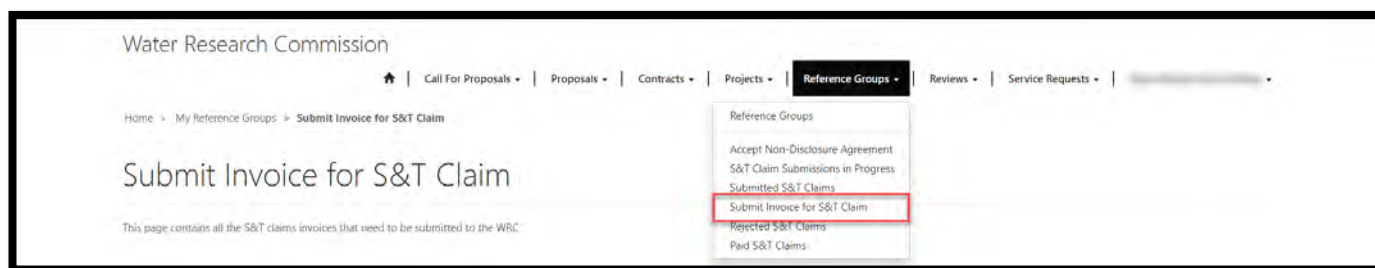 Water Research Commission
Call For Proposals | Proposals | Contracts | Projects | Reference Groups | Reviews | Service Requests |
Home > My Reference Groups > Submit Invoice for S&T Claim
Submit Invoice for S&T Claim
This page contains all the S&T claims invoices that need to be submitted to the WRC
Reference Groups
Accept Non-Disclosure Agreement
S&T Claim Submissions in Progress
Submitted S&T Claims
Submit Invoice for S&T Claim
Rejected S&T Claims
Paid S&T Claims